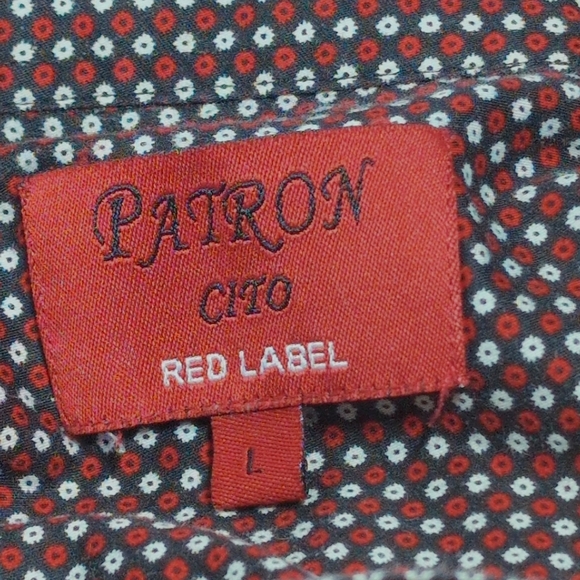 PATRON
CITO
RED LABEL
L